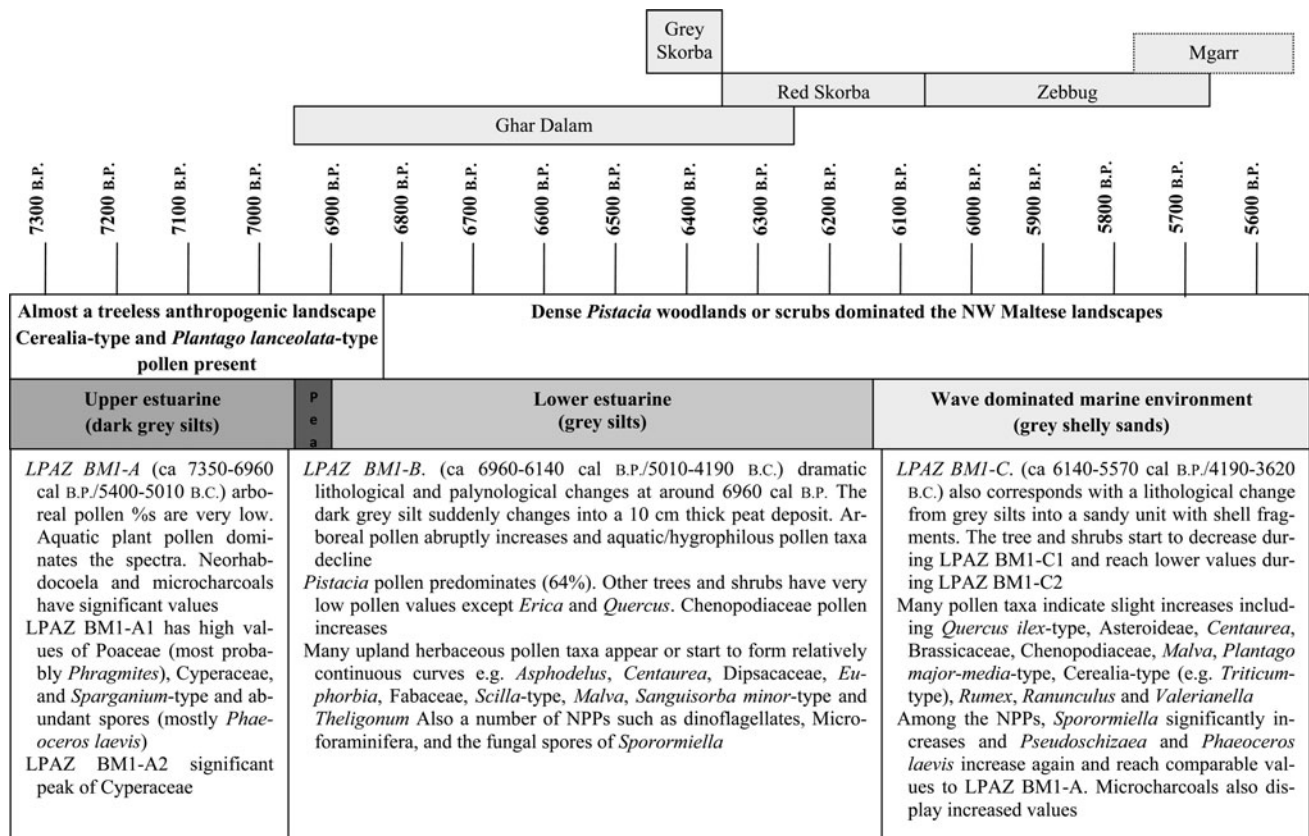 Grey
Skorba
Mgarr
Red Skorba
Zebbug
Ghar Dalam
7300 B.P.
7200 B.P.
7100 B.P.
7000 B.P.
6900 B.P.
6800 B.P.
6700 B.P.
6600 B.P.
6500 B.P.
6400 B.P.
6300 B.P.
6200 B.P.
6100 B.P.
6000 B.P.
5900 B.P.
5800 B.P.
5700 B.P.
5600 B.P.
Almost a treeless anthropogenic landscape
Cerealia-type and Plantago lanceolata-type
pollen present
Dense Pistacia woodlands or scrubs dominated the NW Maltese landscapes
Upper estuarine
(dark grey silts)
P
e
a
Lower estuarine
(grey silts)
Wave dominated marine environment
(grey shelly sands)
LPAZ BM1-A (ca 7350-6960
cal B.P./5400-5010 B.C.) arbo-
real pollen %s are very low.
Aquatic plant pollen domi-
nates the spectra. Neorhab-
docoela and microcharcoals
have significant values
LPAZ BM1-A1 has high val-
ues of Poaceae (most proba-
bly Phragmites), Cyperaceae,
and Sparganium-type and ab-
undant spores (mostly Phae-
oceros laevis)
LPAZ BM1-A2 significant
peak of Cyperaceae
LPAZ BM1-B. (ca 6960-6140 cal B.P./5010-4190 B.C.) dramatic
lithological and palynological changes at around 6960 cal B.P. The
dark grey silt suddenly changes into a 10 cm thick peat deposit. Ar-
boreal pollen abruptly increases and aquatic/hygrophilous pollen taxa
decline
Pistacia pollen predominates (64%). Other trees and shrubs have very
low pollen values except Erica and Quercus. Chenopodiaceae pollen
increases
Many upland herbaceous pollen taxa appear or start to form relatively
continuous curves e.g. Asphodelus, Centaurea, Dipsacaceae, Eu-
phorbia, Fabaceae, Scilla-type, Malva, Sanguisorba minor-type and
Theligonum Also a number of NPPs such as dinoflagellates, Micro-
foraminifera, and the fungal spores of Sporormiella
LPAZ BM1-C. (ca 6140-5570 cal B.P./4190-3620
B.C.) also corresponds with a lithological change
from grey silts into a sandy unit with shell frag-
ments. The tree and shrubs start to decrease dur-
ing LPAZ BM1-C1 and reach lower values dur-
ing LPAZ BM1-C2
Many pollen taxa indicate slight increases includ-
ing Quercus ilex-type, Asteroideae, Centaurea,
Brassicaceae, Chenopodiaceae, Malva, Plantago
major-media-type, Cerealia-type (e.g. Triticum-
type), Rumex, Ranunculus and Valerianella
Among the NPPs, Sporormiella significantly in-
creases and Pseudoschizaea and Phaeoceros
laevis increase again and reach comparable val-
ues to LPAZ BM1-A. Microcharcoals also dis-
play increased values